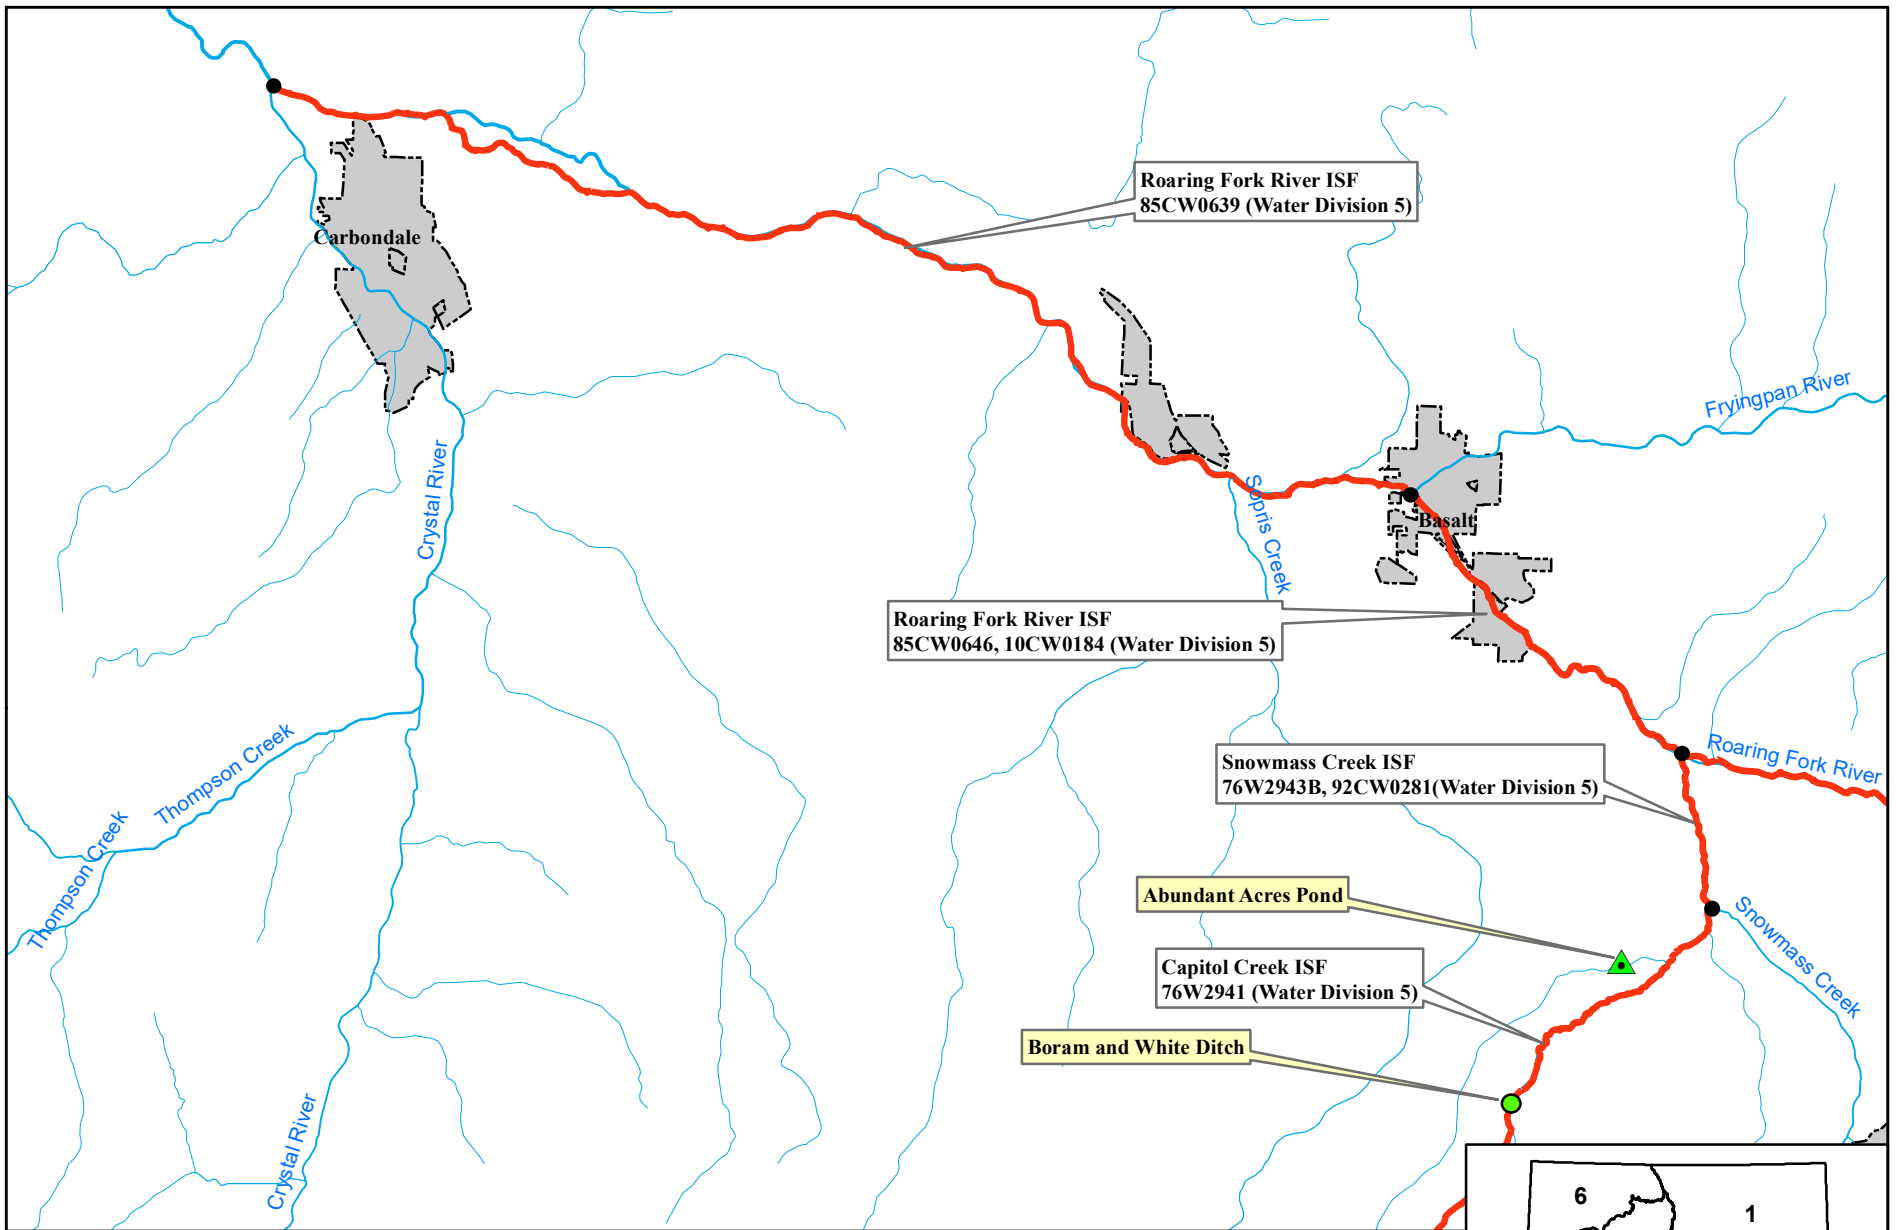 Roaring Fork River ISF
85CW0639 (Water Division 5)
Carbondale
Fryingpan River
Crystal River
Sopris Creek
Basalt
Roaring Fork River ISF
85CW0646, 10CW0184 (Water Division 5)
Thompson Creek
Roaring Fork River
Snowmass Creek ISF
76W2943B, 92CW0281(Water Division 5)
Thompson Creek
Abundant Acres Pond
Snowmass Creek
Capitol Creek ISF
76W2941 (Water Division 5)
Boram and White Ditch
Crystal River
6
1